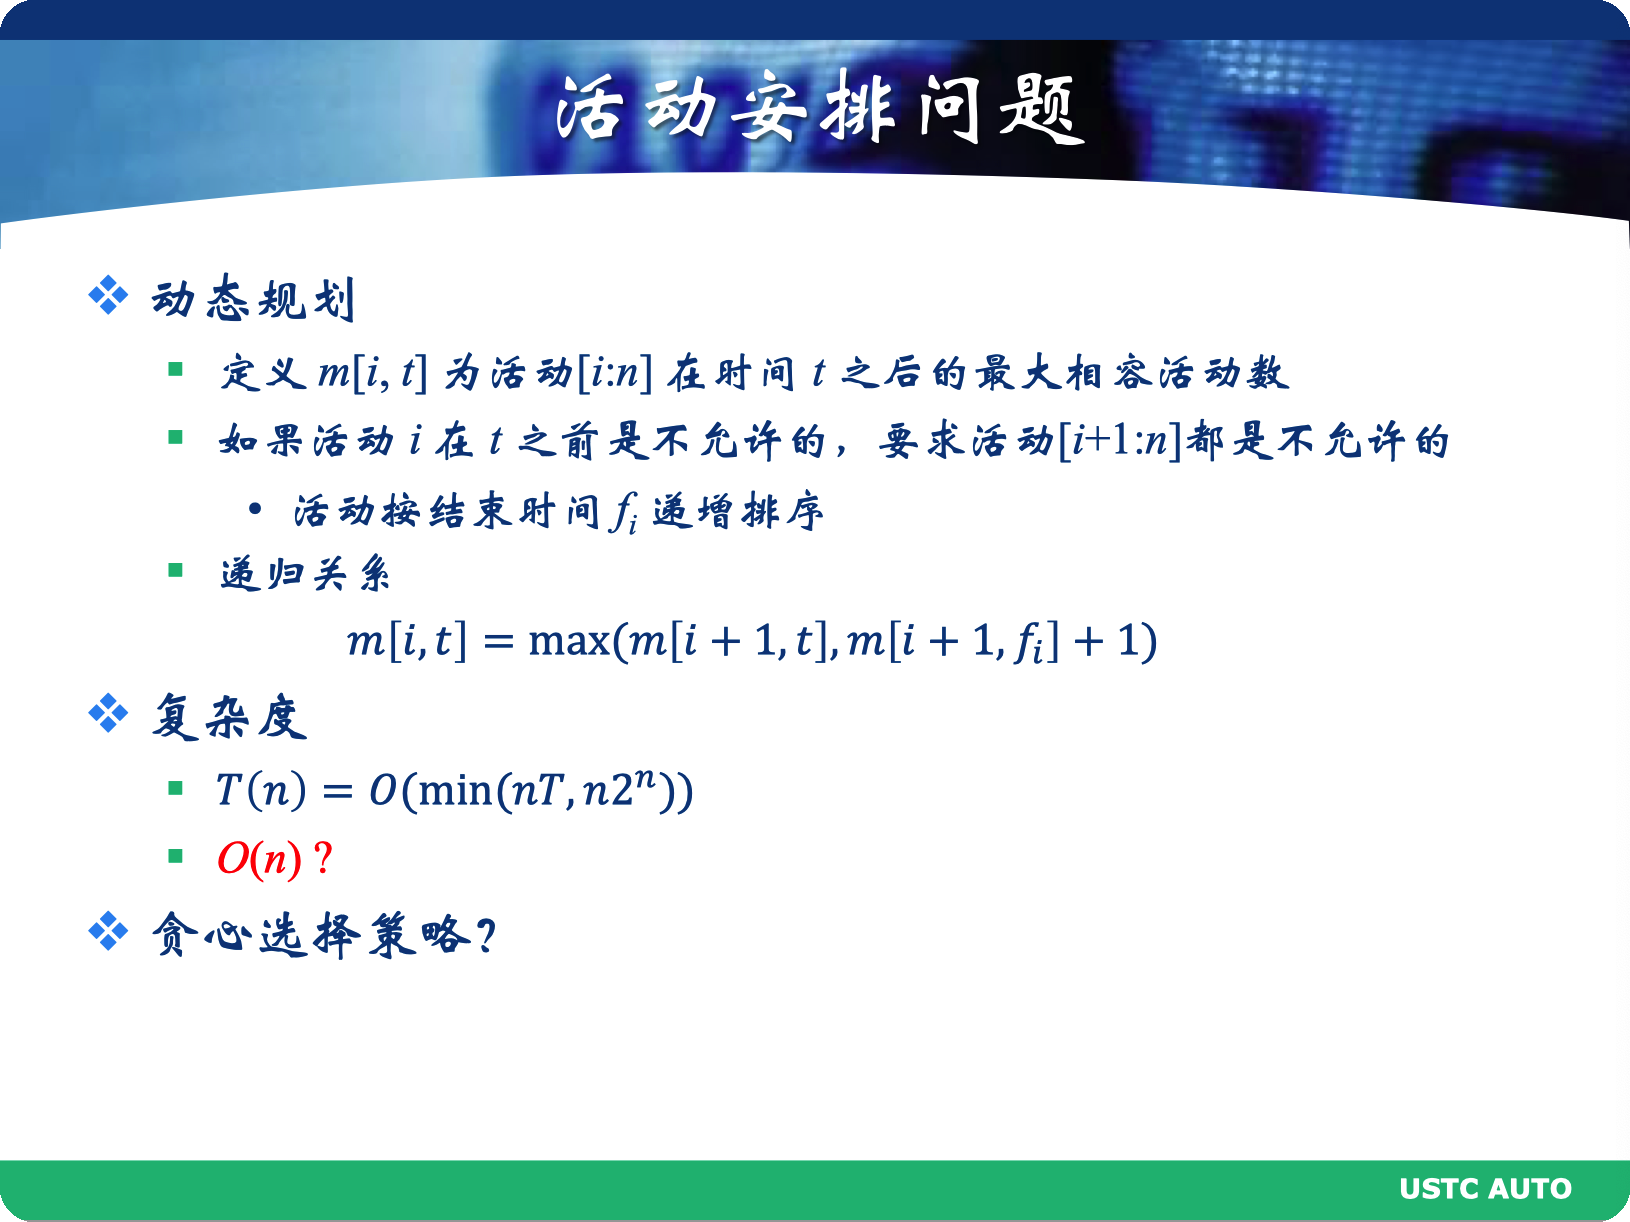 活动安排问题
动态规划
定义 m[i, t] 为活动[i:n] 在时间 t 之后的最大相容活动数
如果活动 i 在 t 之前是不允许的，要求活动[i+1:n]都是不允许的
• 活动按结束时间 fᵢ 递增排序
递归关系
m[i, t] = max(m[i + 1, t], m[i + 1, fᵢ] + 1)
复杂度
T(n) = O(min(nT, n2ⁿ))
O(n) ?
贪心选择策略?
USTC AUTO